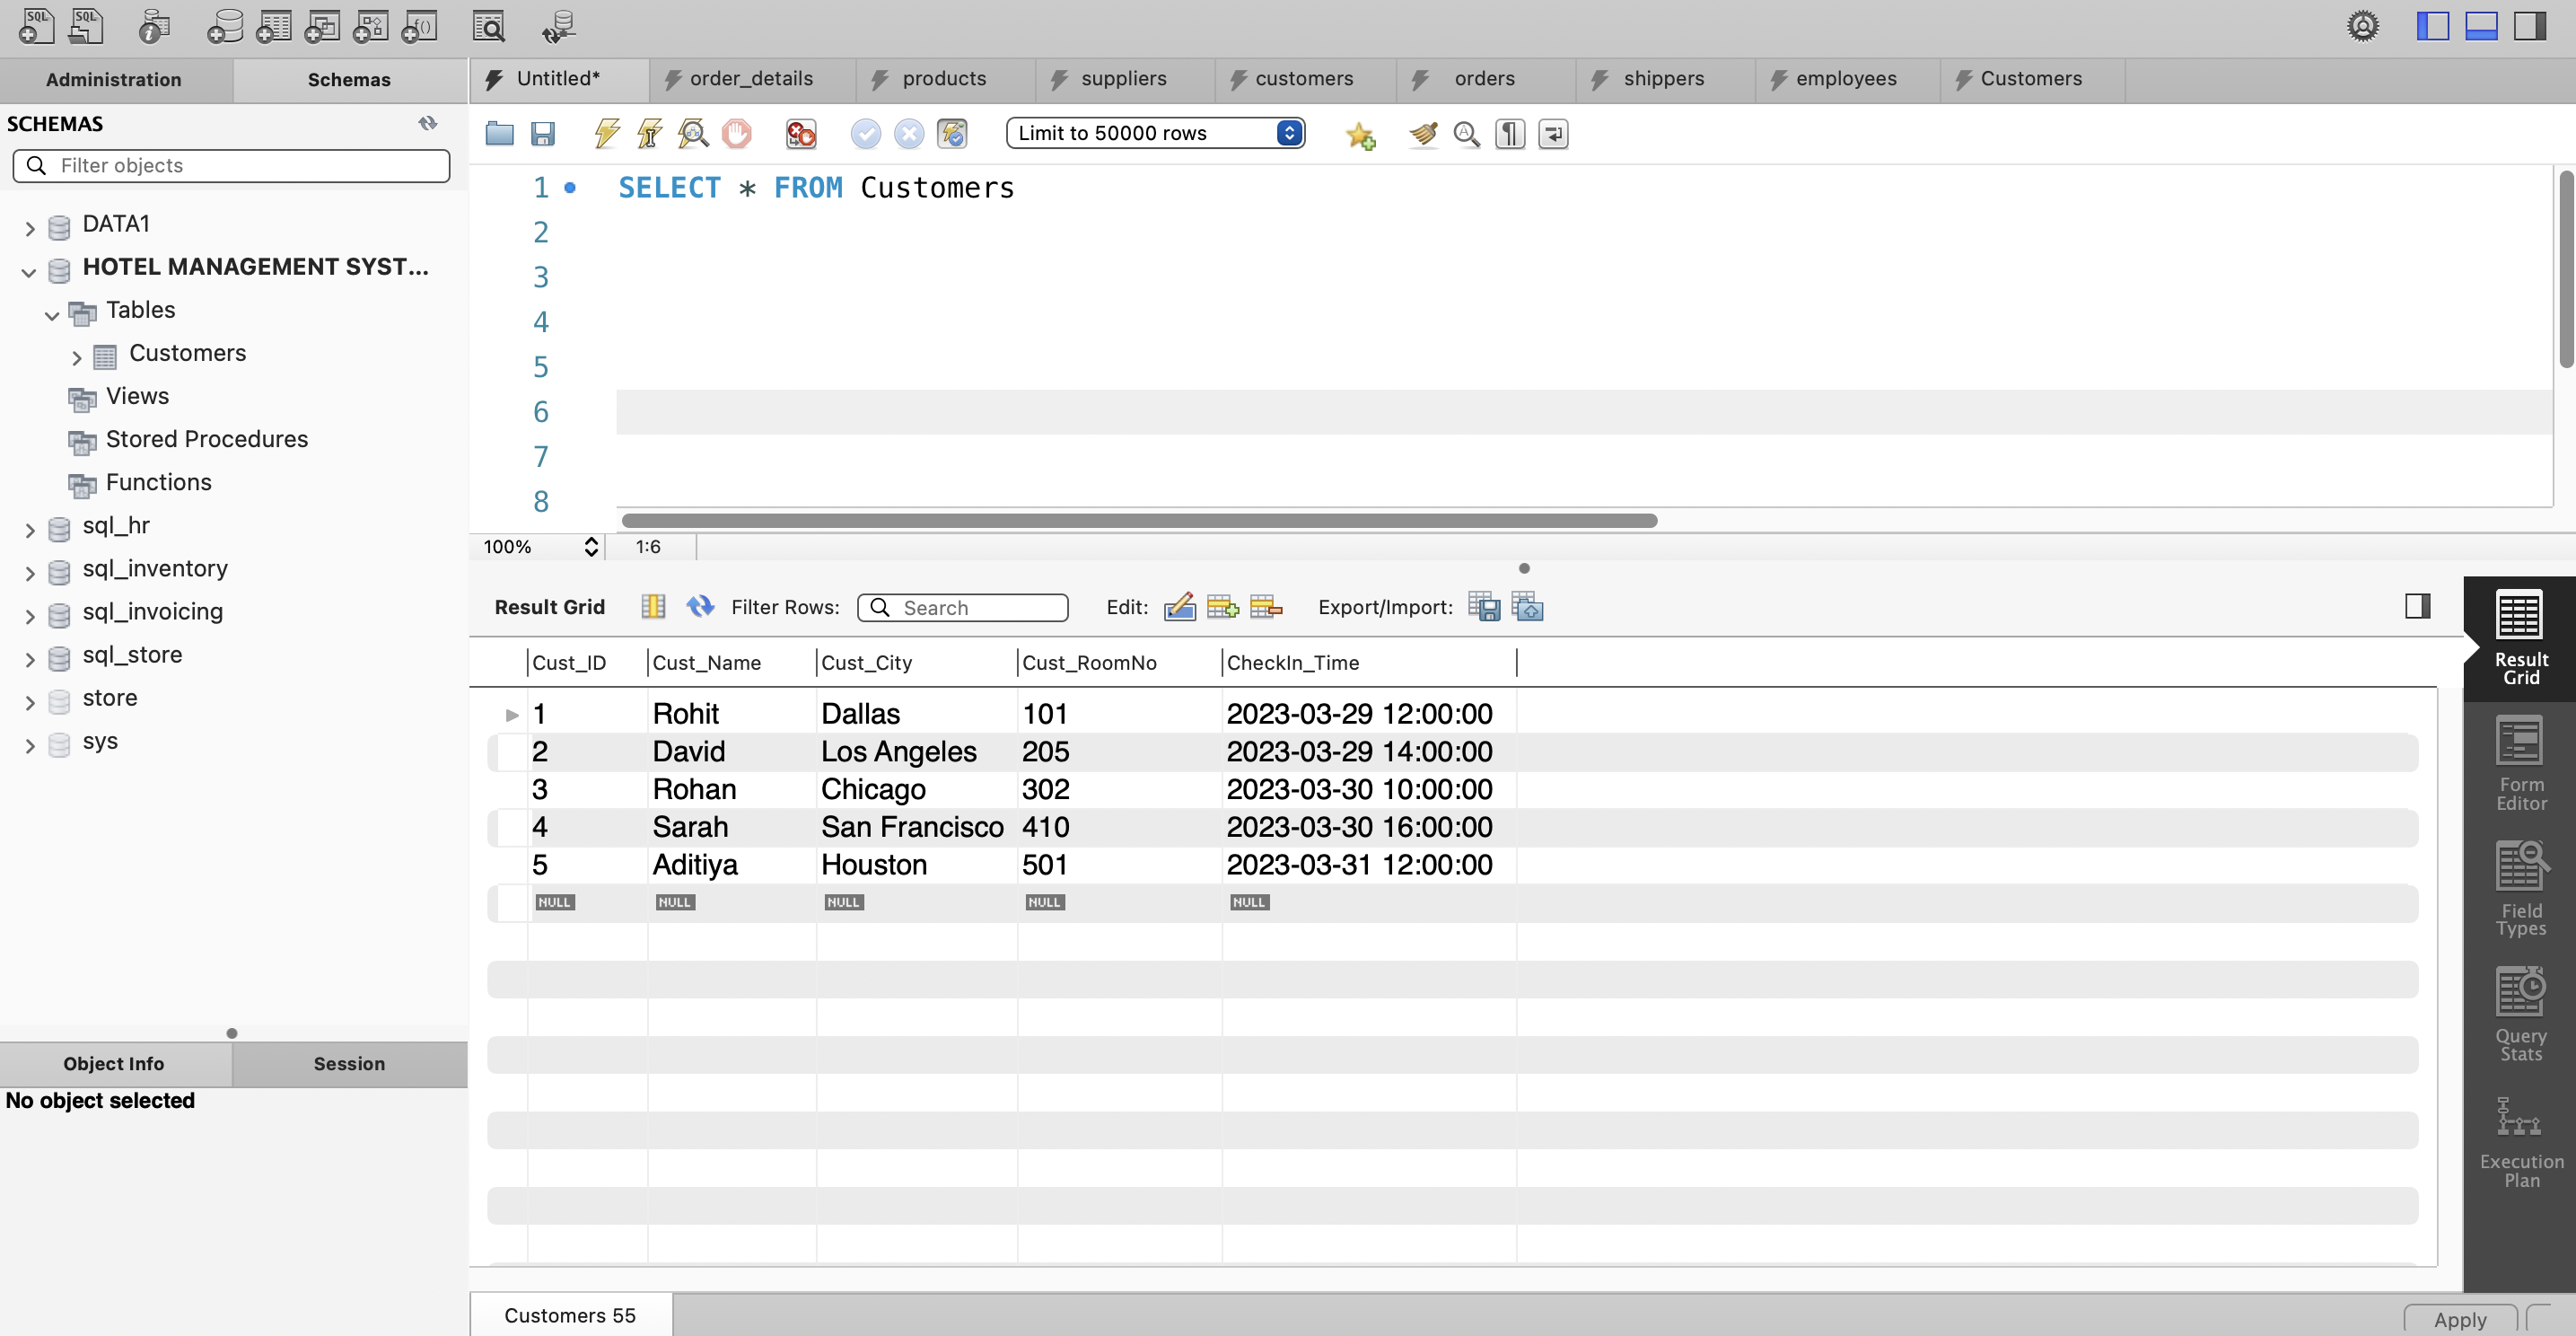 SQL SQL
Administration Schemas
Untitled* order_details products suppliers customers orders shippers employees Customers
SCHEMAS
Filter objects
Limit to 50000 rows
DATA1
HOTEL MANAGEMENT SYST...
Tables
Customers
Views
Stored Procedures
Functions
sql_hr
sql_inventory
sql_invoicing
sql_store
store
sys
1 SELECT * FROM Customers
2
3
4
5
6
7
8
100% 1:6
Result Grid Filter Rows: Search Edit: Export/Import:
Cust_ID Cust_Name Cust_City Cust_RoomNo CheckIn_Time
1 Rohit Dallas 101 2023-03-29 12:00:00
2 David Los Angeles 205 2023-03-29 14:00:00
3 Rohan Chicago 302 2023-03-30 10:00:00
4 Sarah San Francisco 410 2023-03-30 16:00:00
5 Aditiya Houston 501 2023-03-31 12:00:00
NULL NULL NULL NULL NULL
Result
Grid
Form
Editor
Field
Types
Query
Stats
Execution
Plan
Object Info Session
No object selected
Customers 55
Apply